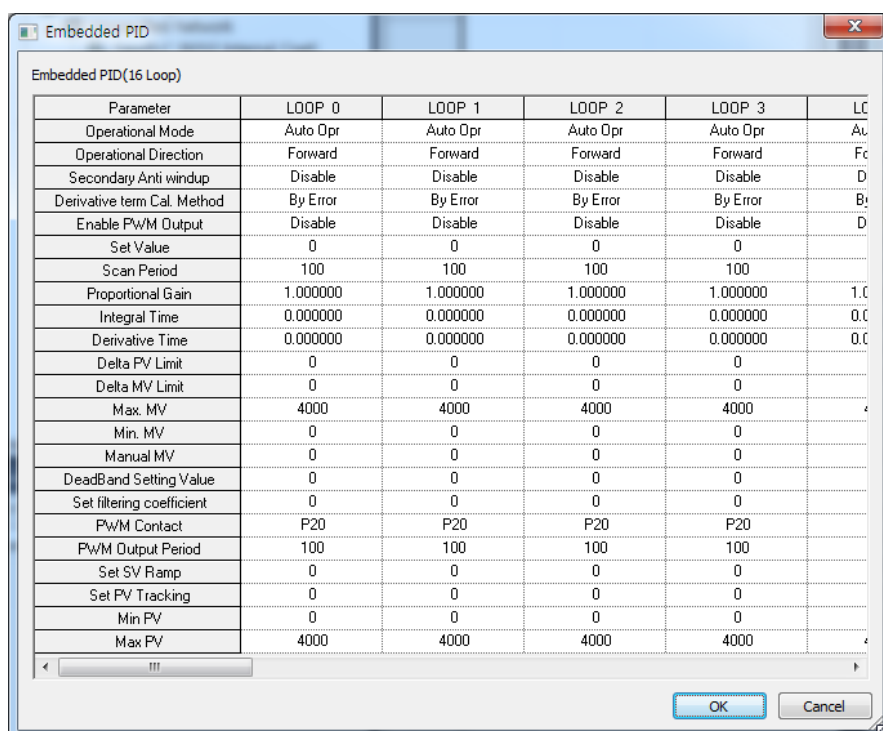 Embedded PID
Embedded PID(16 Loop)
Parameter LOOP 0 LOOP 1 LOOP 2 LOOP 3
Operational Mode Auto Opr Auto Opr Auto Opr Auto Opr
Operational Direction Forward Forward Forward Forward
Secondary Anti windup Disable Disable Disable Disable
Derivative term Cal. Method By Error By Error By Error By Error
Enable PWM Output Disable Disable Disable Disable
Set Value 0 0 0 0
Scan Period 100 100 100 100
Proportional Gain 1.000000 1.000000 1.000000 1.000000
Integral Time 0.000000 0.000000 0.000000 0.000000
Derivative Time 0.000000 0.000000 0.000000 0.000000
Delta PV Limit 0 0 0 0
Delta MV Limit 0 0 0 0
Max. MV 4000 4000 4000 4000
Min. MV 0 0 0 0
Manual MV 0 0 0 0
DeadBand Setting Value 0 0 0 0
Set filtering coefficient 0 0 0 0
PWM Contact P20 P20 P20 P20
PWM Output Period 100 100 100 100
Set SV Ramp 0 0 0 0
Set PV Tracking 0 0 0 0
Min PV 0 0 0 0
Max PV 4000 4000 4000 4000
OK Cancel